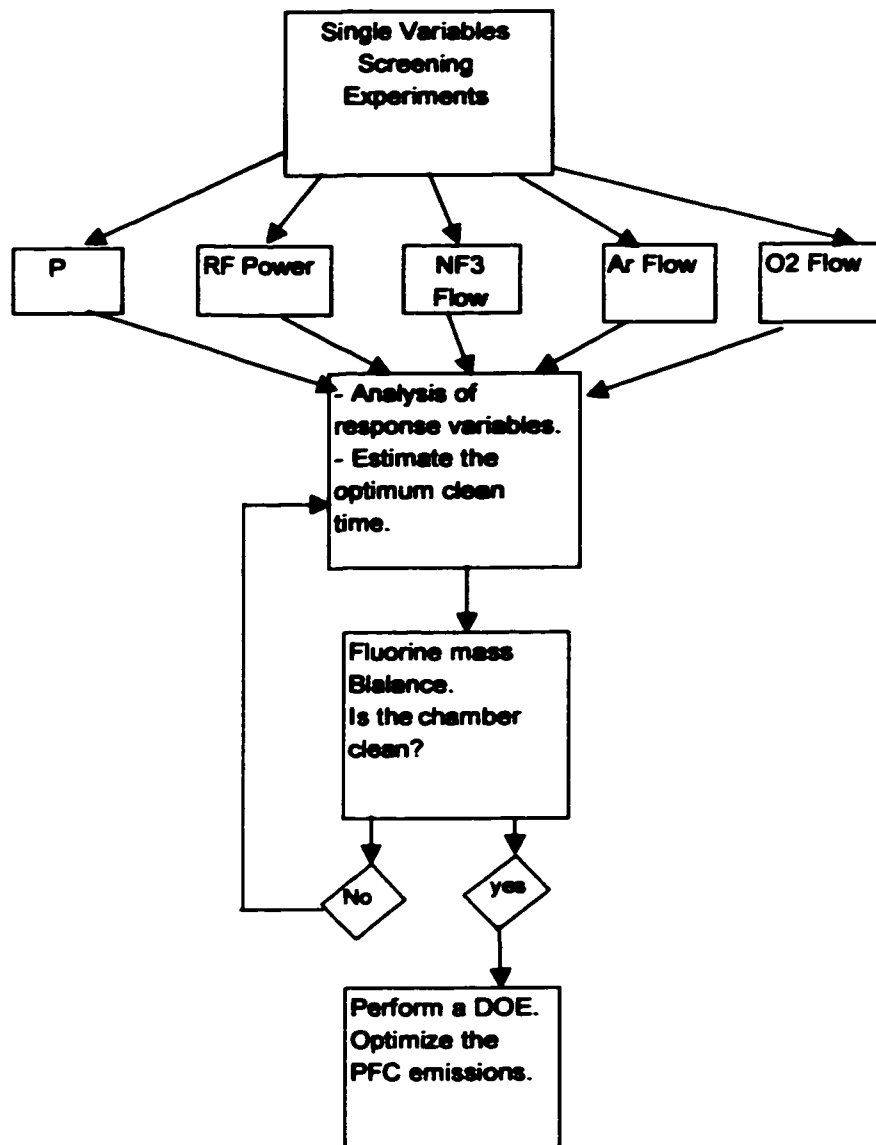 Single Variables
Screening
Experiments
P
RF Power
NF3
Flow
Ar Flow
O2 Flow
- Analysis of
response variables.
- Estimate the
optimum clean
time.
Fluorine mass
Blalance.
Is the chamber
clean?
No
yes
Perform a DOE.
Optimize the
PFC emissions.